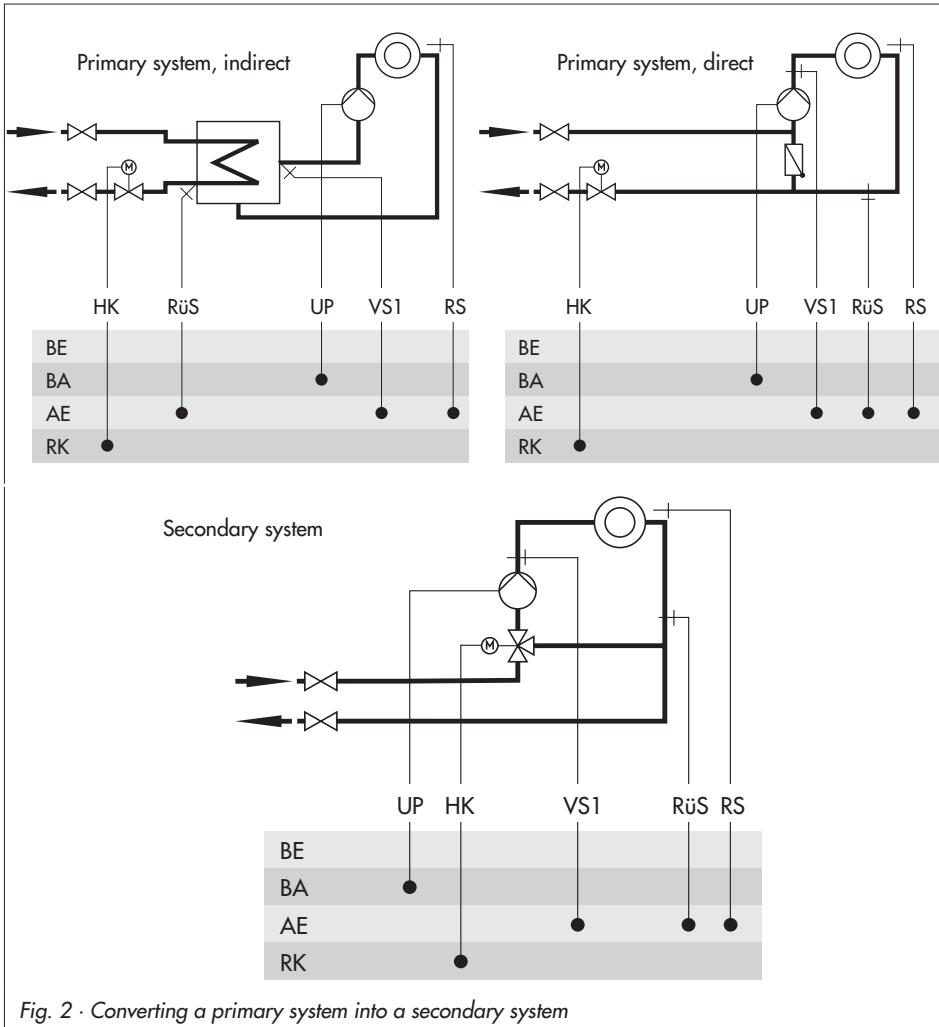 Primary system, indirect
M
HK RüS UP VS1 RS
BE
BA
AE
RK
Primary system, direct
M
HK UP VS1 RüS RS
BE
BA
AE
RK
Secondary system
M
UP HK VS1 RüS RS
BE
BA
AE
RK
Fig. 2 · Converting a primary system into a secondary system